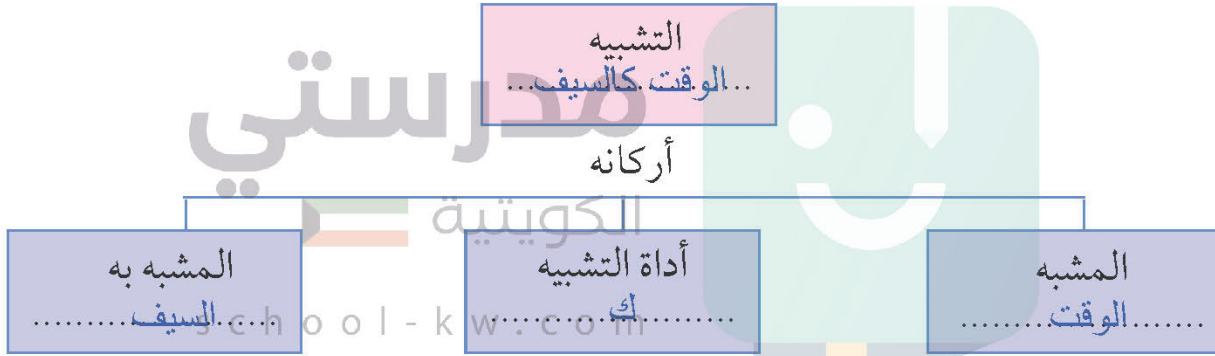 التشبيه
...الوقت كالسيف...
مدرستي
أركانه
الكويتية
المشبه
........الوقت............
أداة التشبيه
............ك............
المشبه به
......السيف...........
school-kw.com